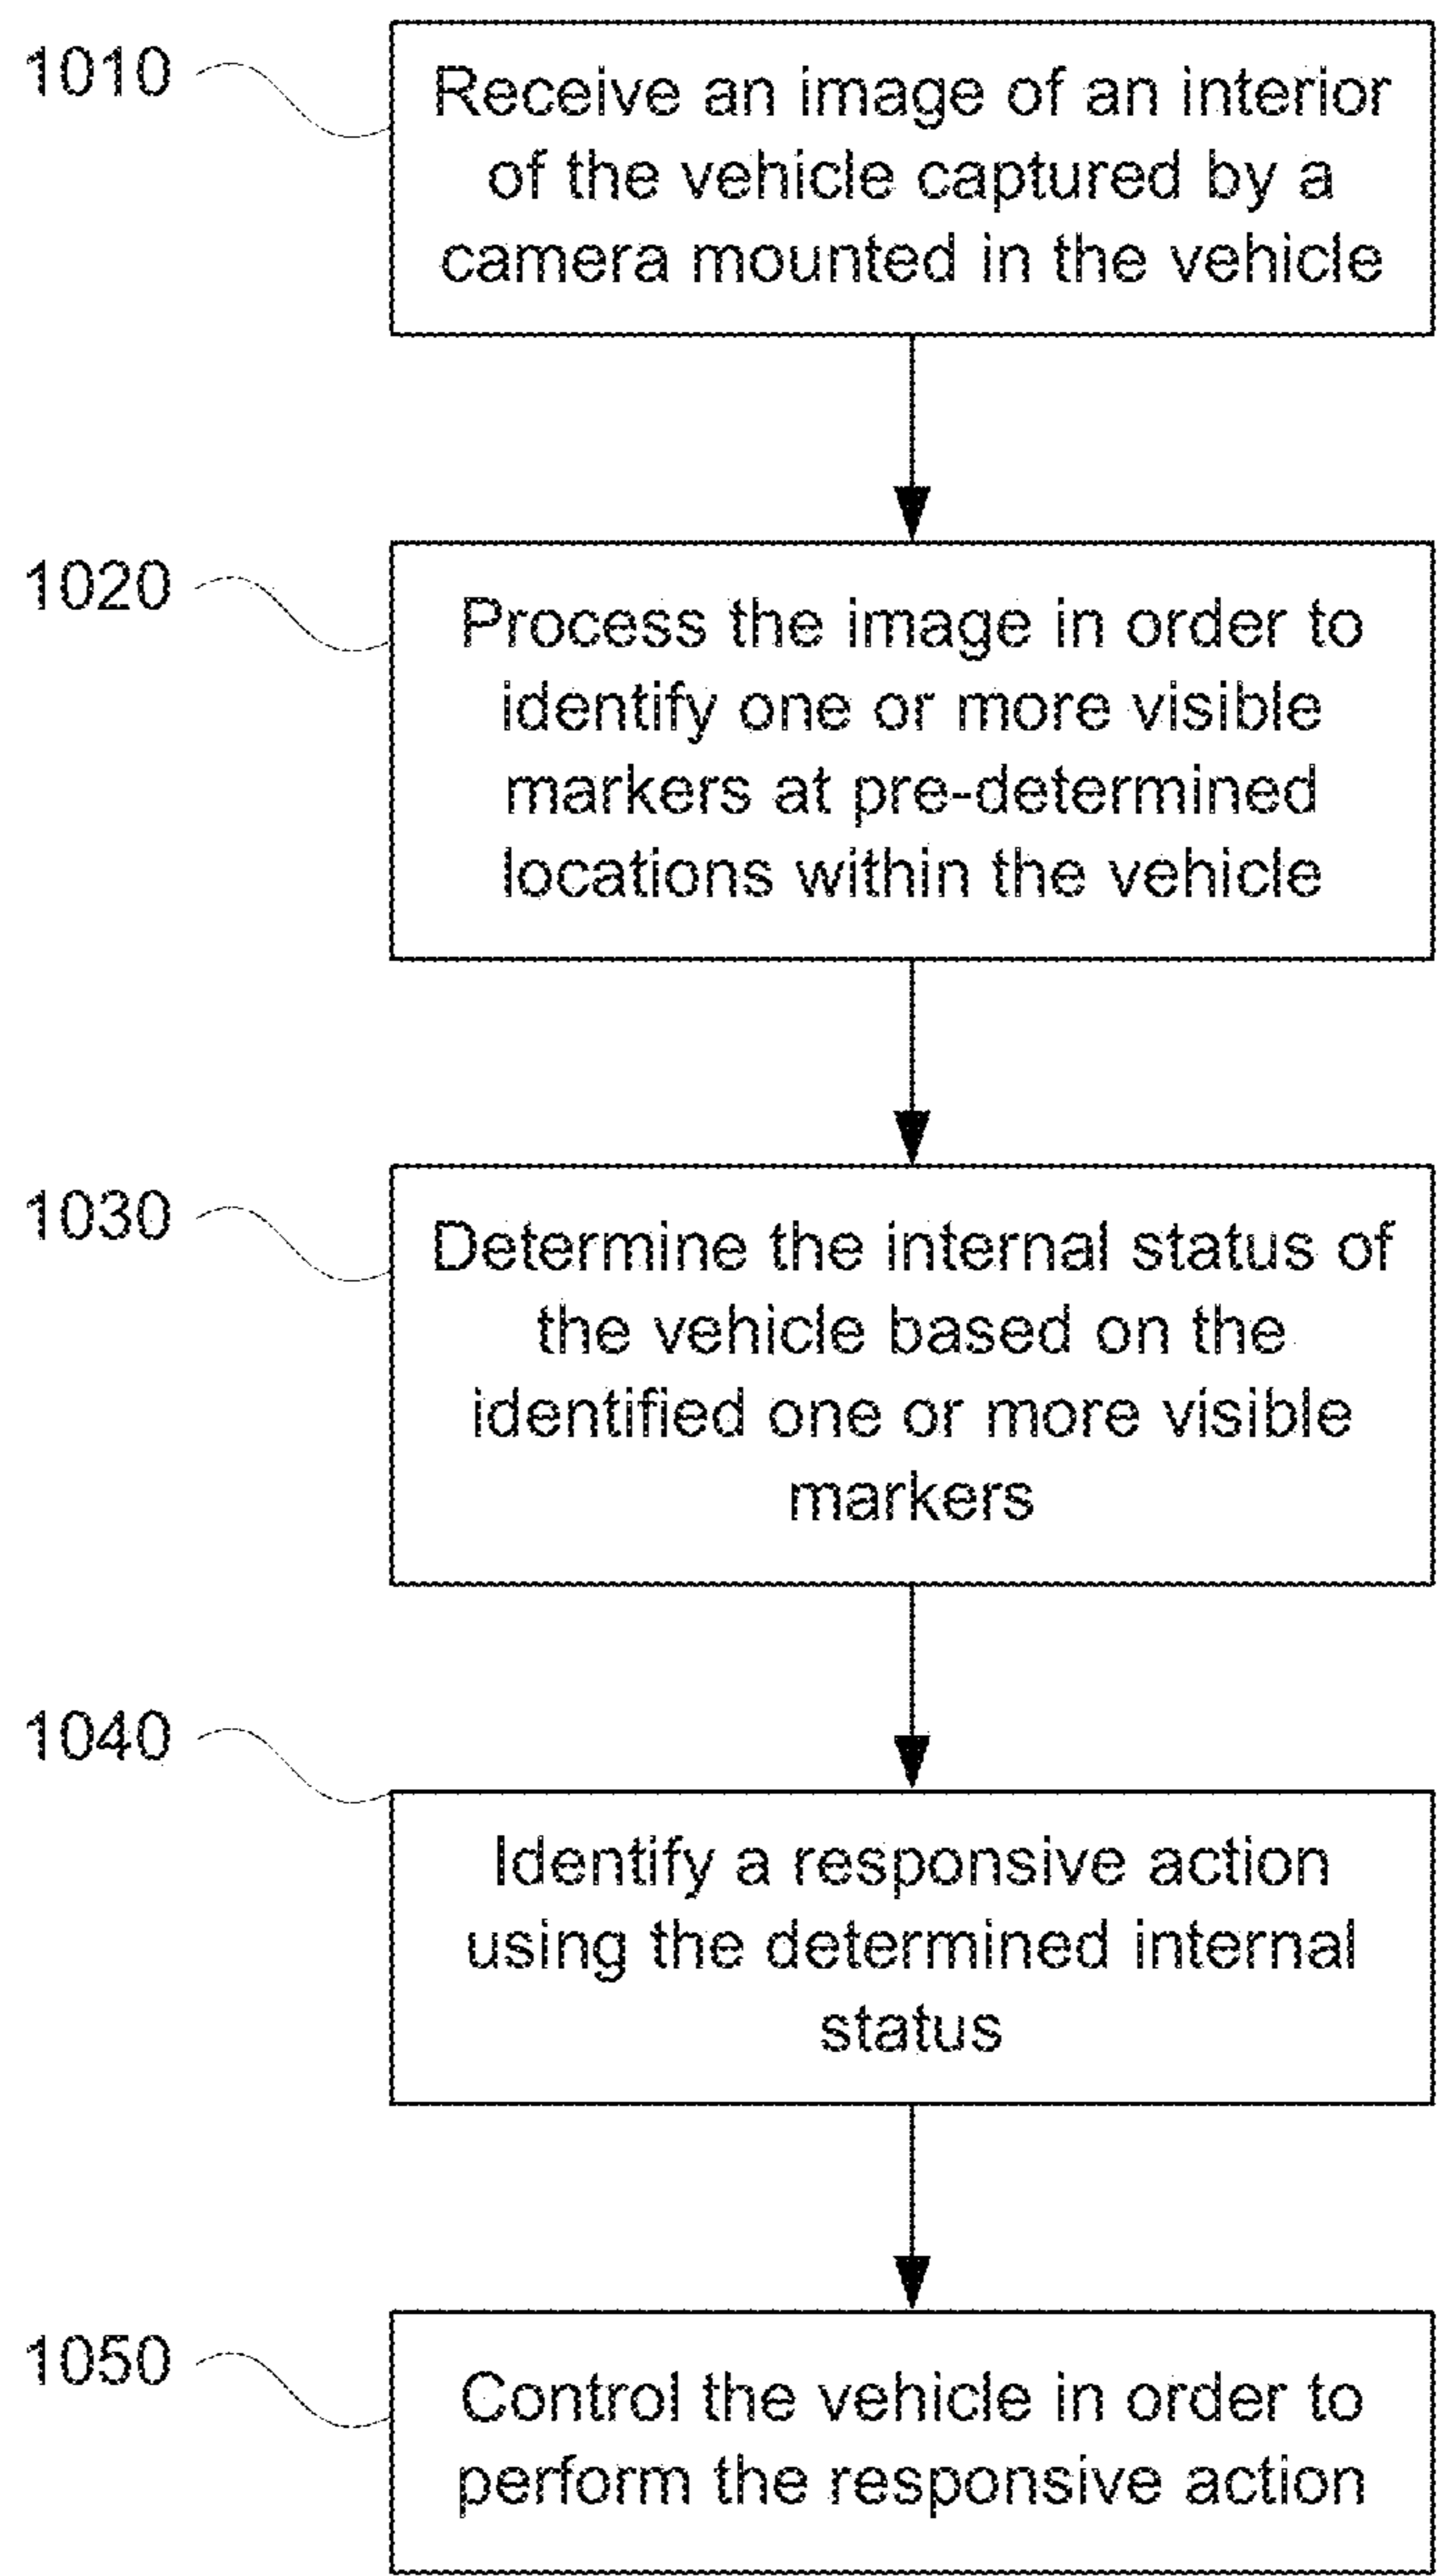 1010
Receive an image of an interior
of the vehicle captured by a
camera mounted in the vehicle
1020
Process the image in order to
identify one or more visible
markers at pre-determined
locations within the vehicle
1030
Determine the internal status of
the vehicle based on the
identified one or more visible
markers
1040
Identify a responsive action
using the determined internal
status
1050
Control the vehicle in order to
perform the responsive action